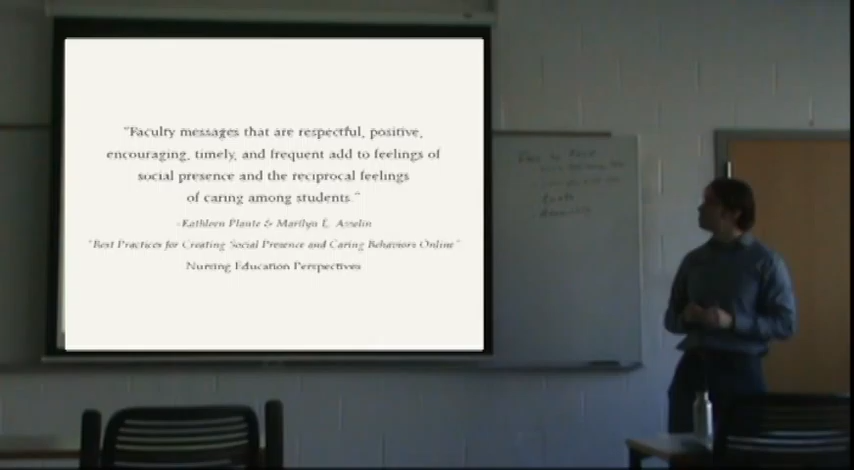 "Faculty messages that are respectful, positive,
encouraging, timely, and frequent add to feelings of
social presence and the reciprocal feelings
of caring among students."
-Kathleen Plante & Marilyn E. Asselin
"Best Practices for Creating Social Presence and Caring Behaviors Online"
Nursing Education Perspectives